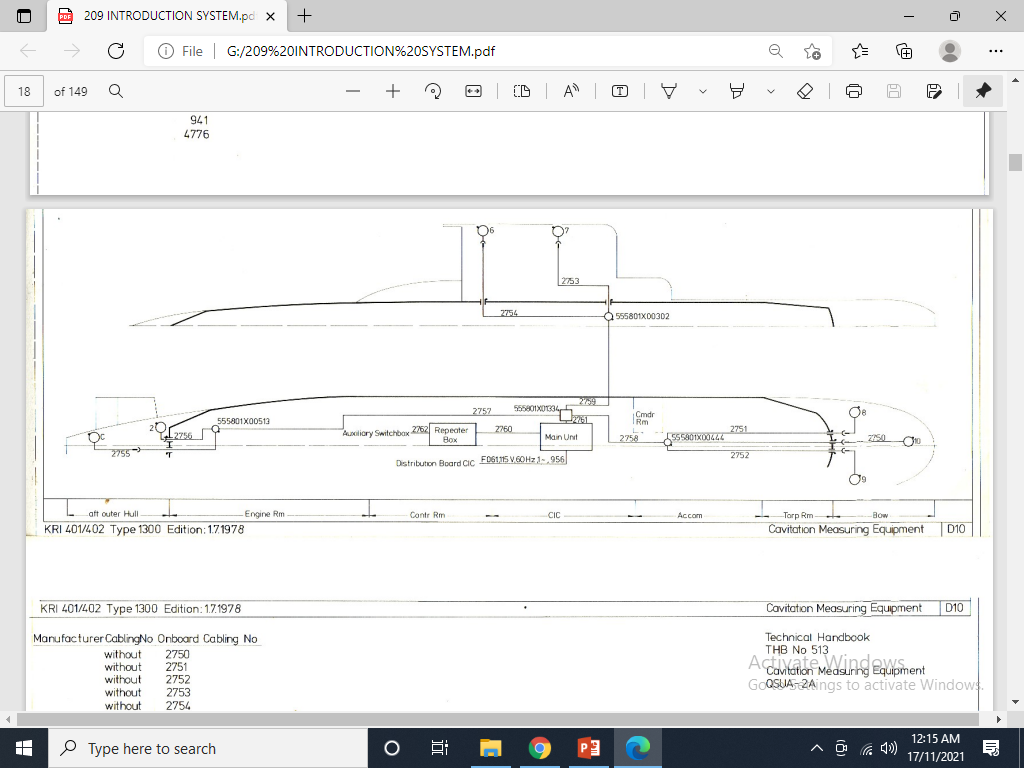 209 INTRODUCTION SYSTEM.pd
File
G:/209%20INTRODUCTION%20SYSTEM.pdf
18 of 149
941
4776
6
7
2753
2754
555801X00302
2759
555801X01334
2757
2761
Cmdr
Rm
8
555801X00513
2
2756
Auxiliary Switchbox
2762
Repeater
Box
2760
Main Unit
2758
555801X00444
2751
2750
10
2755
2752
Distribution Board CIC
F061,115 V, 60Hz, 1~, 956
9
aft outer Hull
Engine Rm
Contr Rm
CIC
Accom
Torp Rm
Bow
KRI 401/402 Type 1300 Edition: 1.7.1978
Cavitation Measuring Equipment
D10
KRI 401/402 Type 1300 Edition: 1.7.1978
Cavitation Measuring Equipment
D10
Manufacturer Cabling No Onboard Cabling No
without 2750
without 2751
without 2752
without 2753
without 2754
Technical Handbook
THB No 513
Cavitation Measuring Equipment
QSUA-2A
Activate Windows
Go to Settings to activate Windows.
Type here to search
12:15 AM
17/11/2021